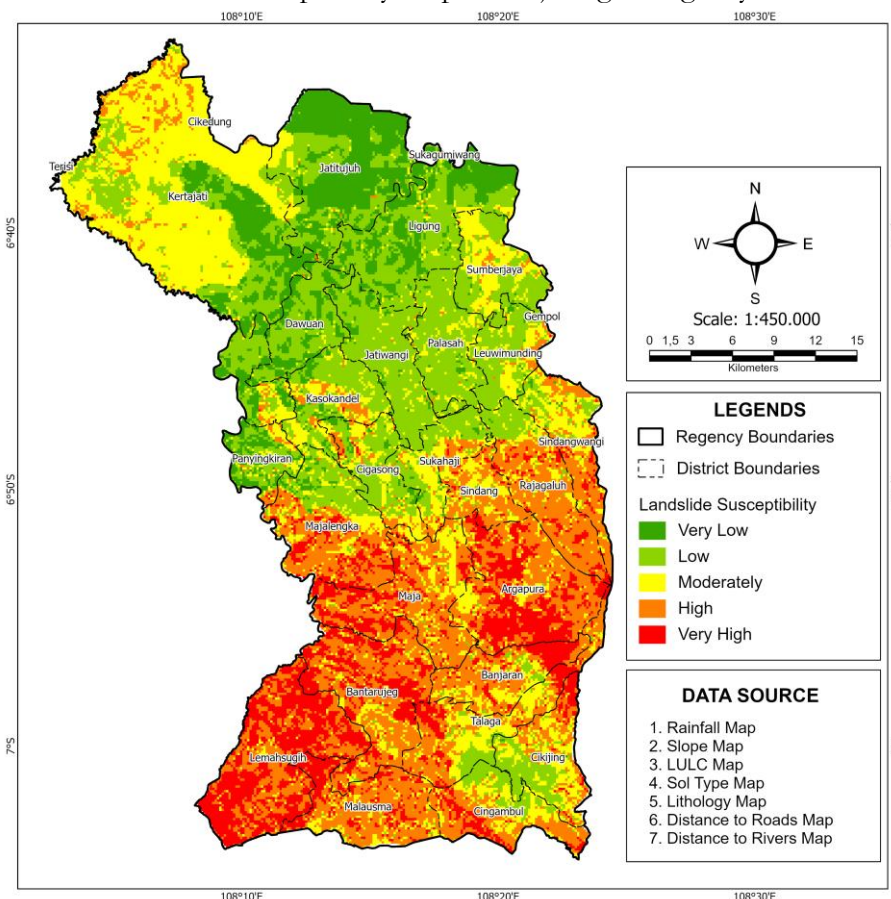 108°10'E
108°20'E
108°30'E
6°40'S
6°50'S
7°S
Cikedung
Terisi
Kertajati
Jatitujuh
Sukagumiwang
Ligung
Sumberjaya
Gempol
Dawuan
Palasah
Jatiwangi
Leuwimunding
Kasokandel
Sindangwangi
Panyingkiran
Cigasong
Sukahaji
Rajagaluh
Sindang
Majalengka
Argapura
Maja
Banjaran
Bantarujeg
Talaga
Lemahsugih
Cikijing
Malausma
Cingambul
N
W
E
S
Scale: 1:450.000
0 1,5 3 6 9 12 15
Kilometers
LEGENDS
Regency Boundaries
District Boundaries
Landslide Susceptibility
Very Low
Low
Moderately
High
Very High
DATA SOURCE
1. Rainfall Map
2. Slope Map
3. LULC Map
4. Sol Type Map
5. Lithology Map
6. Distance to Roads Map
7. Distance to Rivers Map
108°10'E
108°20'E
108°30'E